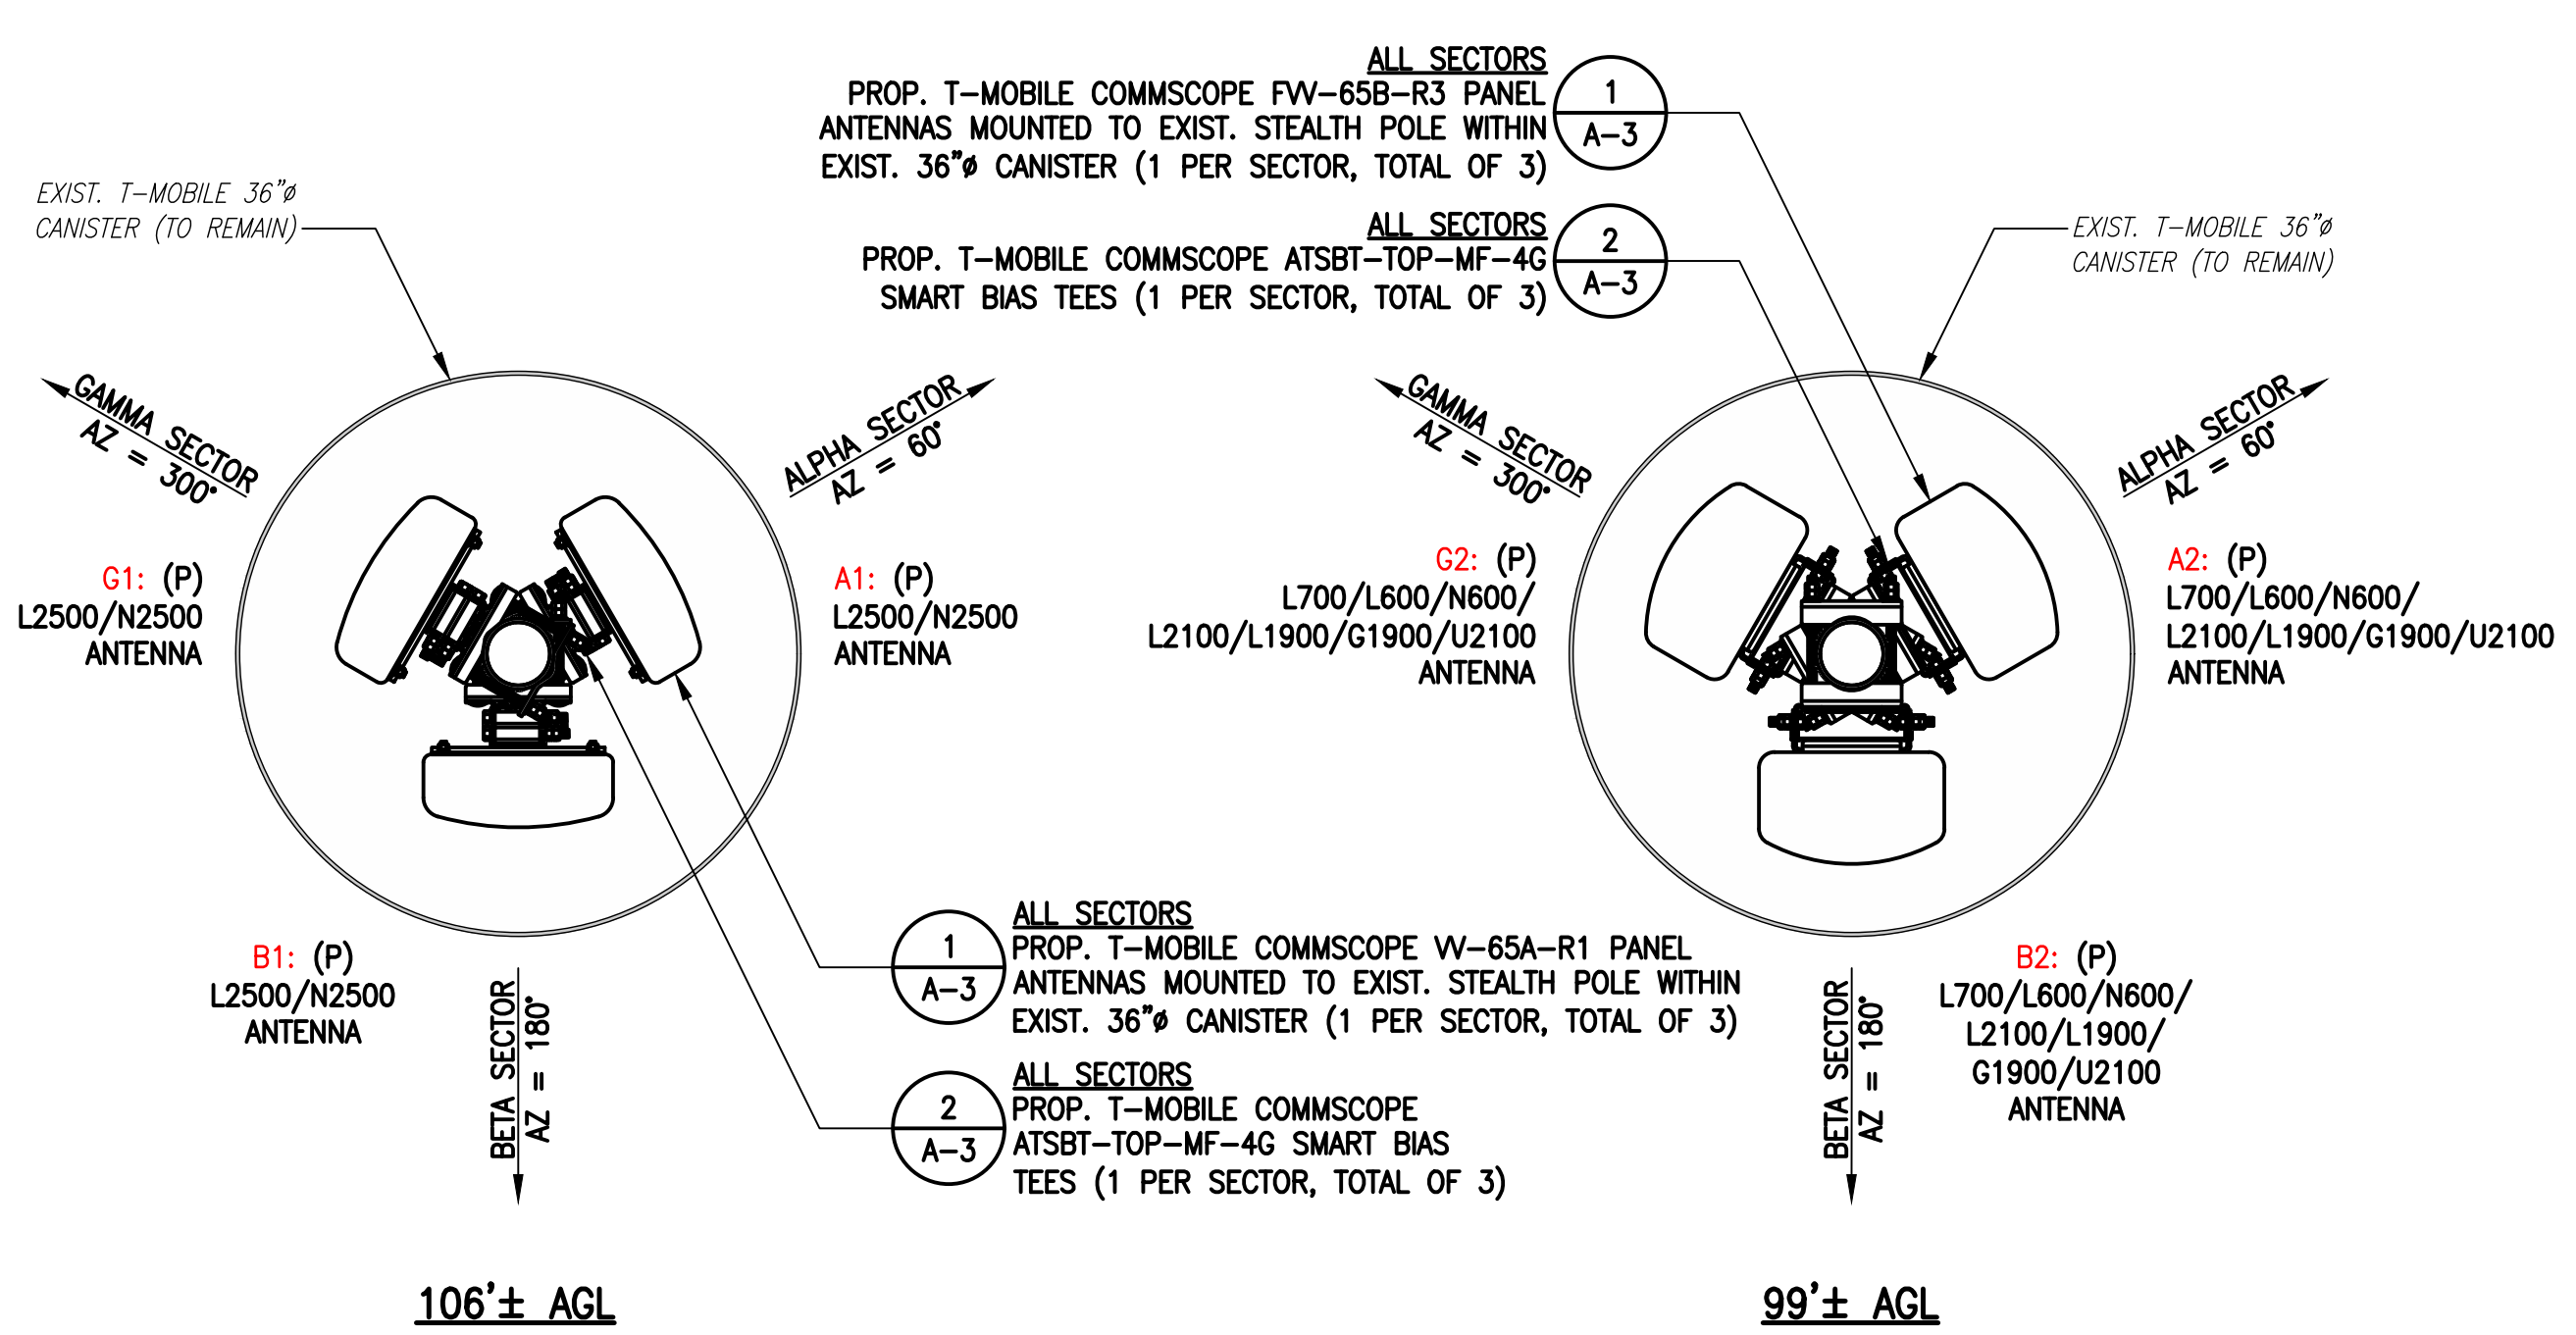 ALL SECTORS
PROP. T-MOBILE COMMSCOPE FVV-65B-R3 PANEL
ANTENNAS MOUNTED TO EXIST. STEALTH POLE WITHIN
EXIST. 36"ø CANISTER (1 PER SECTOR, TOTAL OF 3)
1
A-3
ALL SECTORS
PROP. T-MOBILE COMMSCOPE ATSBT-TOP-MF-4G
SMART BIAS TEES (1 PER SECTOR, TOTAL OF 3)
2
A-3
EXIST. T-MOBILE 36"ø
CANISTER (TO REMAIN)
EXIST. T-MOBILE 36"ø
CANISTER (TO REMAIN)
GAMMA SECTOR
AZ = 300°
ALPHA SECTOR
AZ = 60°
GAMMA SECTOR
AZ = 300°
ALPHA SECTOR
AZ = 60°
G1: (P)
L2500/N2500
ANTENNA
A1: (P)
L2500/N2500
ANTENNA
G2: (P)
L700/L600/N600/
L2100/L1900/G1900/U2100
ANTENNA
A2: (P)
L700/L600/N600/
L2100/L1900/G1900/U2100
ANTENNA
B1: (P)
L2500/N2500
ANTENNA
BETA SECTOR
AZ = 180°
1
A-3
ALL SECTORS
PROP. T-MOBILE COMMSCOPE VV-65A-R1 PANEL
ANTENNAS MOUNTED TO EXIST. STEALTH POLE WITHIN
EXIST. 36"ø CANISTER (1 PER SECTOR, TOTAL OF 3)
2
A-3
ALL SECTORS
PROP. T-MOBILE COMMSCOPE
ATSBT-TOP-MF-4G SMART BIAS
TEES (1 PER SECTOR, TOTAL OF 3)
BETA SECTOR
AZ = 180°
B2: (P)
L700/L600/N600/
L2100/L1900/
G1900/U2100
ANTENNA
106'± AGL
99'± AGL